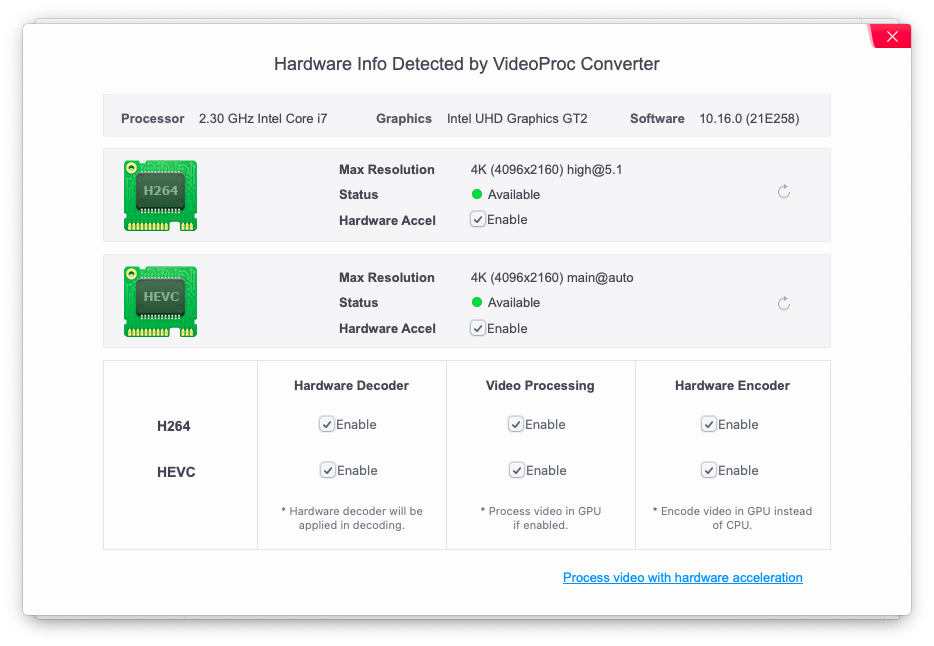 Hardware Info Detected by VideoProc Converter
Processor 2.30 GHz Intel Core i7 Graphics Intel UHD Graphics GT2 Software 10.16.0 (21E258)
H264
Max Resolution 4K (4096x2160) high@5.1
Status Available
Hardware Accel Enable
HEVC
Max Resolution 4K (4096x2160) main@auto
Status Available
Hardware Accel Enable
Hardware Decoder Video Processing Hardware Encoder
H264 Enable Enable Enable
HEVC Enable Enable Enable
* Hardware decoder will be
applied in decoding.
* Process video in GPU
if enabled.
* Encode video in GPU instead
of CPU.
Process video with hardware acceleration